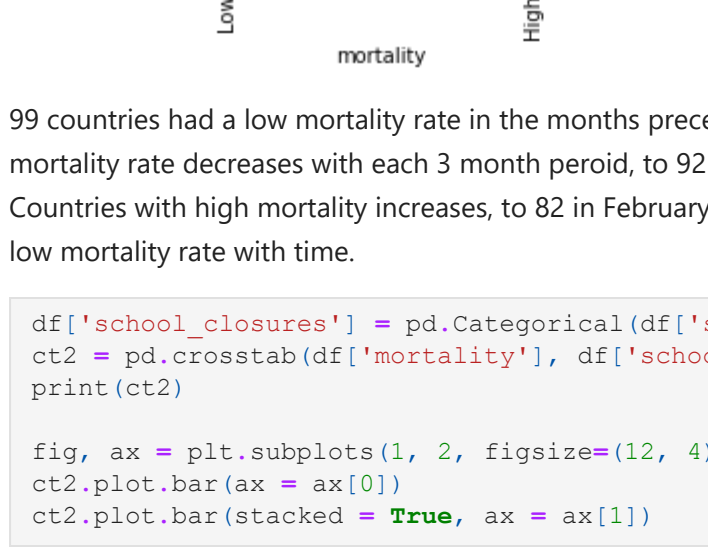 Low
High
mortality
99 countries had a low mortality rate in the months
mortality rate decreases with each 3 month peroid, to 92
Countries with high mortality increases, to 82 in February
low mortality rate with time.
df['school_closures'] = pd.Categorical(df['
ct2 = pd.crosstab(df['mortality'], df['
print(ct2)
fig, ax = plt.subplots(1, 2, figsize=(12, 4)
ct2.plot.bar(ax = ax[0])
ct2.plot.bar(stacked = True, ax = ax[1])